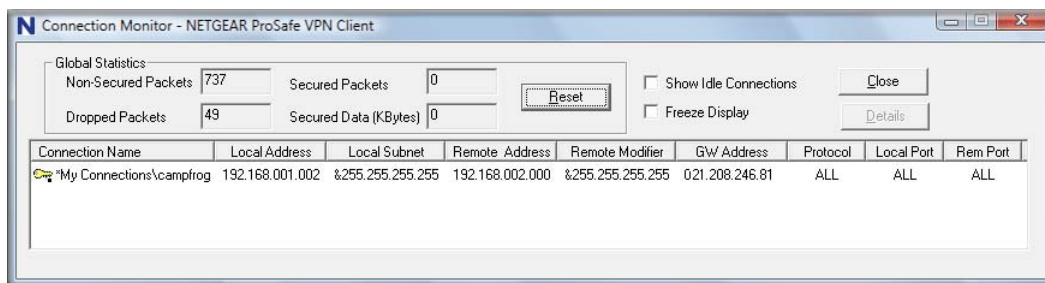 N Connection Monitor - NETGEAR ProSafe VPN Client
Global Statistics
Non-Secured Packets 737 Secured Packets 0 Reset Show Idle Connections Close
Dropped Packets 49 Secured Data (KBytes) 0 Freeze Display Details
Connection Name Local Address Local Subnet Remote Address Remote Modifier GW Address Protocol Local Port Rem Port
*My Connections\campfrog 192.168.001.002 &255.255.255.255 192.168.002.000 &255.255.255.255 021.208.246.81 ALL ALL ALL